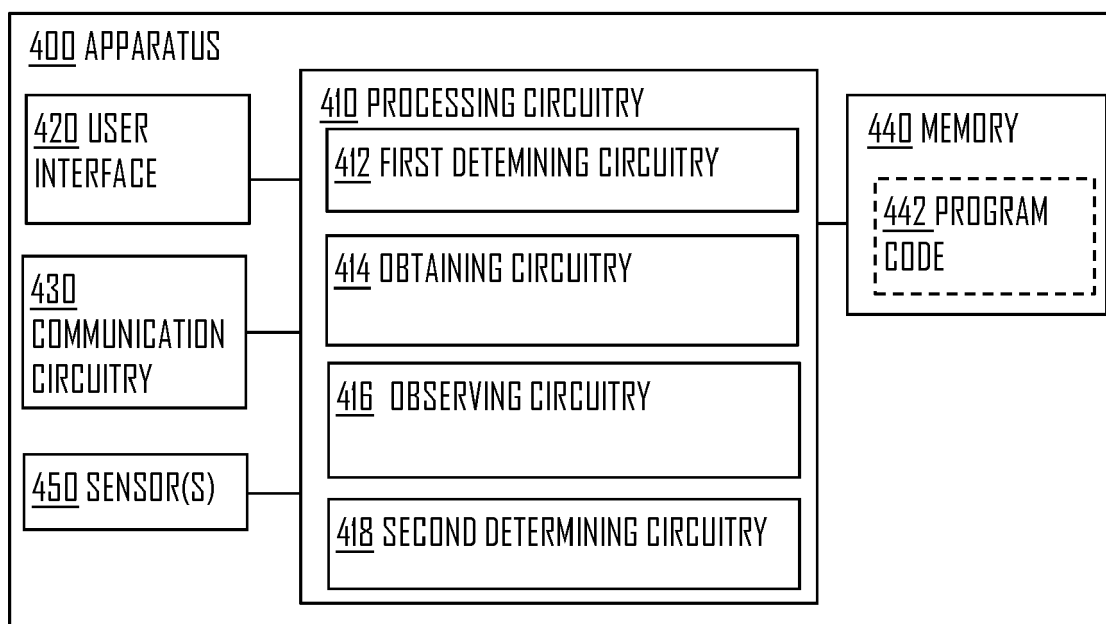 400 APPARATUS
420 USER
INTERFACE
430
COMMUNICATION
CIRCUITRY
450 SENSOR(S)
410 PROCESSING CIRCUITRY
412 FIRST DETEMINING CIRCUITRY
414 OBTAINING CIRCUITRY
416 OBSERVING CIRCUITRY
418 SECOND DETERMINING CIRCUITRY
440 MEMORY
442 PROGRAM
CODE